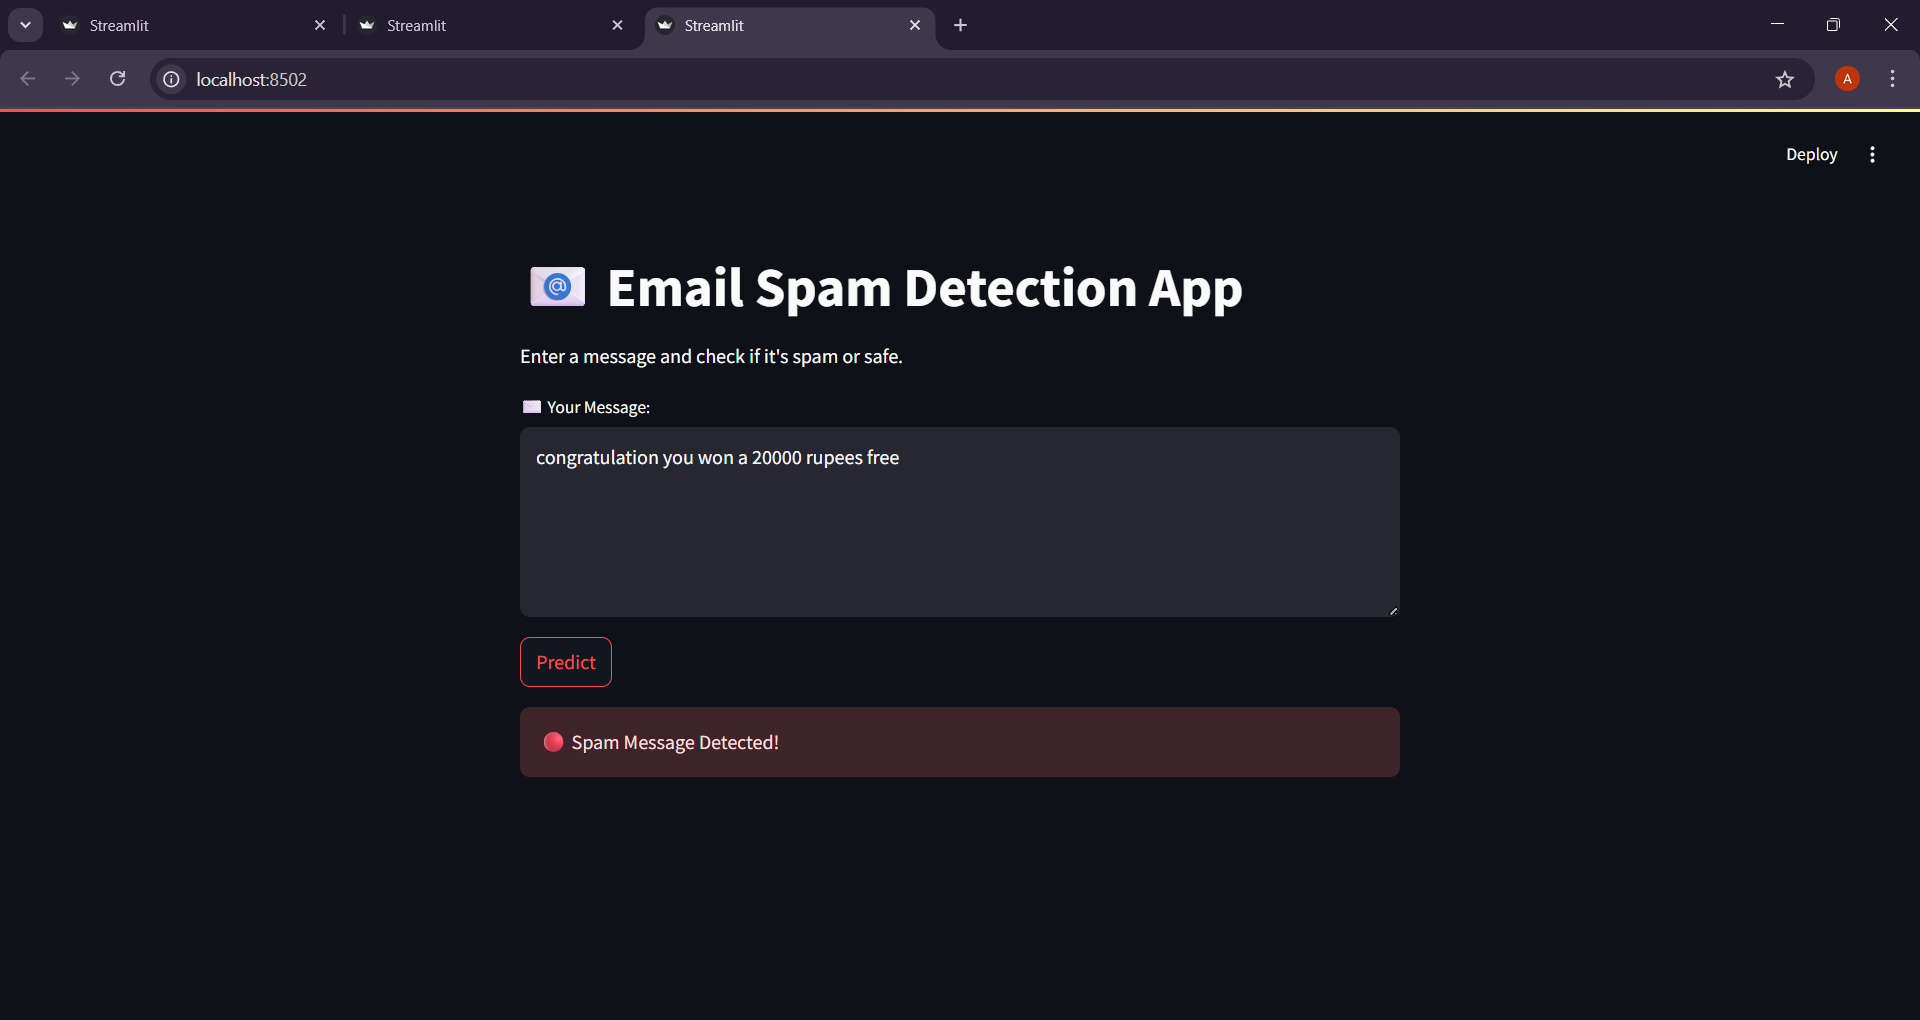 Streamlit
Streamlit
Streamlit
localhost:8502
A
Deploy
@ Email Spam Detection App
Enter a message and check if it's spam or safe.
Your Message:
congratulation you won a 20000 rupees free
Predict
Spam Message Detected!